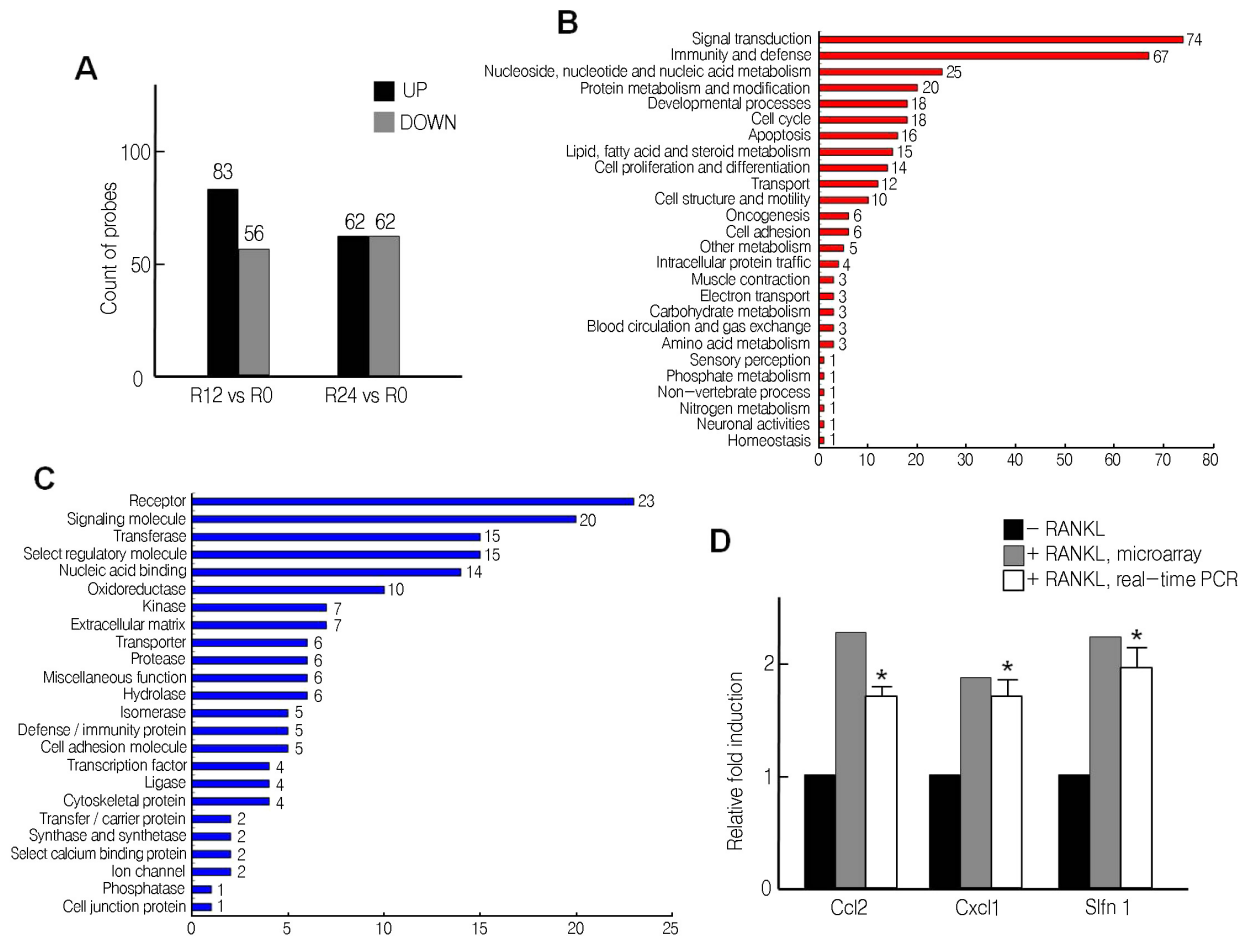 A
UP
DOWN
Count of probes
100
50
0
83
56
62 62
R12 vs R0 R24 vs R0
B
Signal transduction 74
Immunity and defense 67
Nucleoside, nucleotide and nucleic acid metabolism 25
Protein metabolism and modification 20
Developmental processes 18
Cell cycle 18
Apoptosis 16
Lipid, fatty acid and steroid metabolism 15
Cell proliferation and differentiation 14
Transport 12
Cell structure and motility 10
Oncogenesis 6
Cell adhesion 6
Other metabolism 5
Intracellular protein traffic 4
Muscle contraction 3
Electron transport 3
Carbohydrate metabolism 3
Blood circulation and gas exchange 3
Amino acid metabolism 3
Sensory perception 1
Phosphate metabolism 1
Non-vertebrate process 1
Nitrogen metabolism 1
Neuronal activities 1
Homeostasis 1
0 10 20 30 40 50 60 70 80
C
Receptor 23
Signaling molecule 20
Transferase 15
Select regulatory molecule 15
Nucleic acid binding 14
Oxidoreductase 10
Kinase 7
Extracellular matrix 7
Transporter 6
Protease 6
Miscellaneous function 6
Hydrolase 6
Isomerase 5
Defense / immunity protein 5
Cell adhesion molecule 5
Transcription factor 4
Ligase 4
Cytoskeletal protein 4
Transfer / carrier protein 2
Synthase and synthetase 2
Select calcium binding protein 2
Ion channel 2
Phosphatase 1
Cell junction protein 1
0 5 10 15 20 25
D
- RANKL
+ RANKL, microarray
+ RANKL, real-time PCR
Relative fold induction
2
1
0
* * *
Ccl2 Cxcl1 Slfn 1